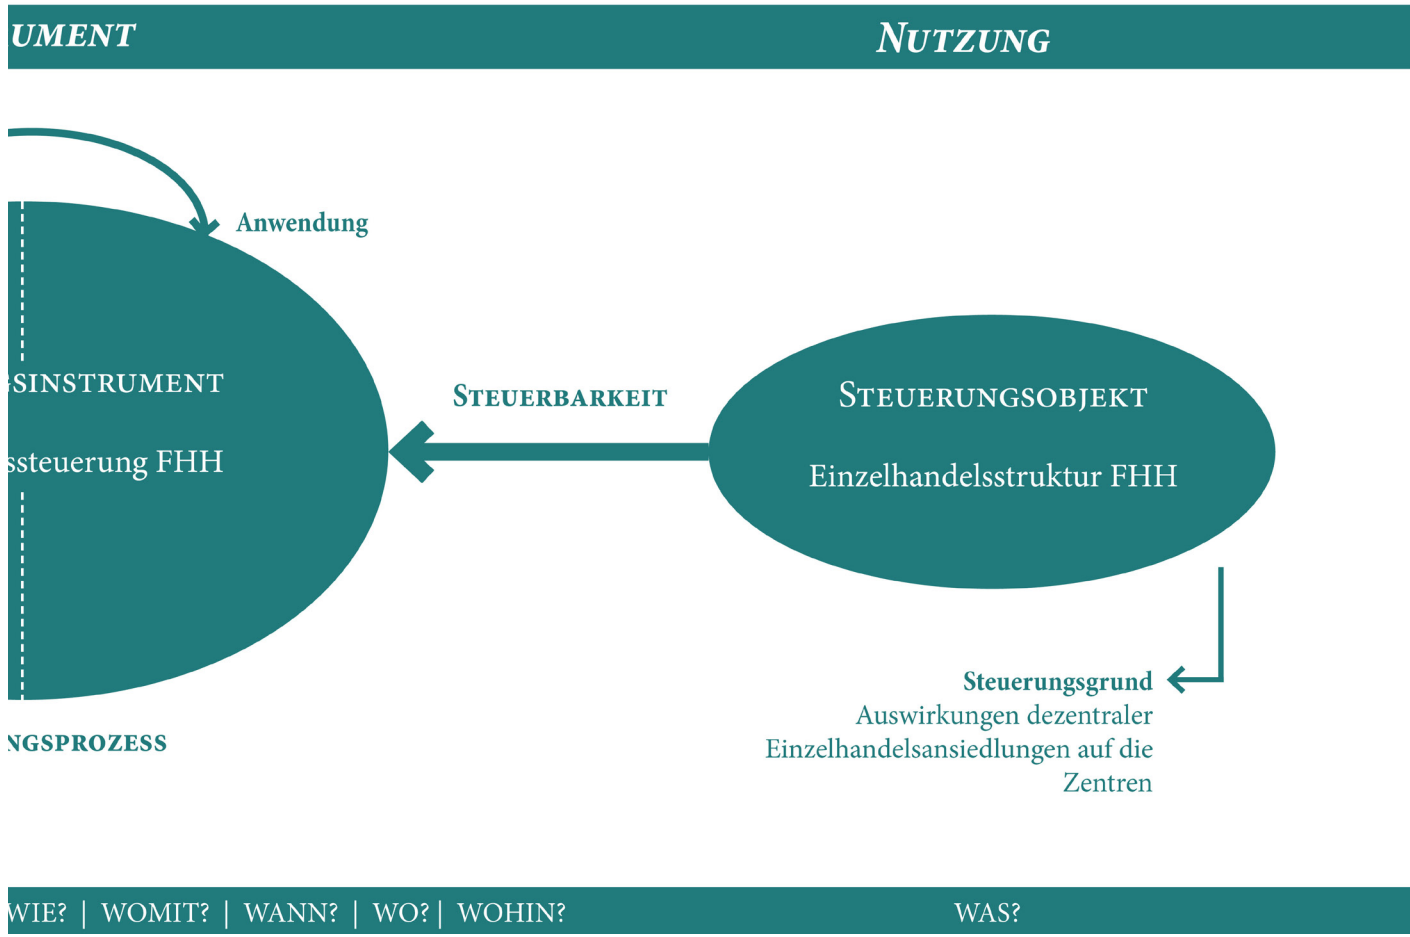 UMENT
NUTZUNG
Anwendung
SINSTRUMENT
ssteuerung FHH
STEUERBARKEIT
STEUERUNGSOBJEKT
Einzelhandelsstruktur FHH
Steuerungsgrund
Auswirkungen dezentraler
Einzelhandelsansiedlungen auf die
Zentren
NGSPROZESS
WIE? | WOMIT? | WANN? | WO? | WOHIN?
WAS?